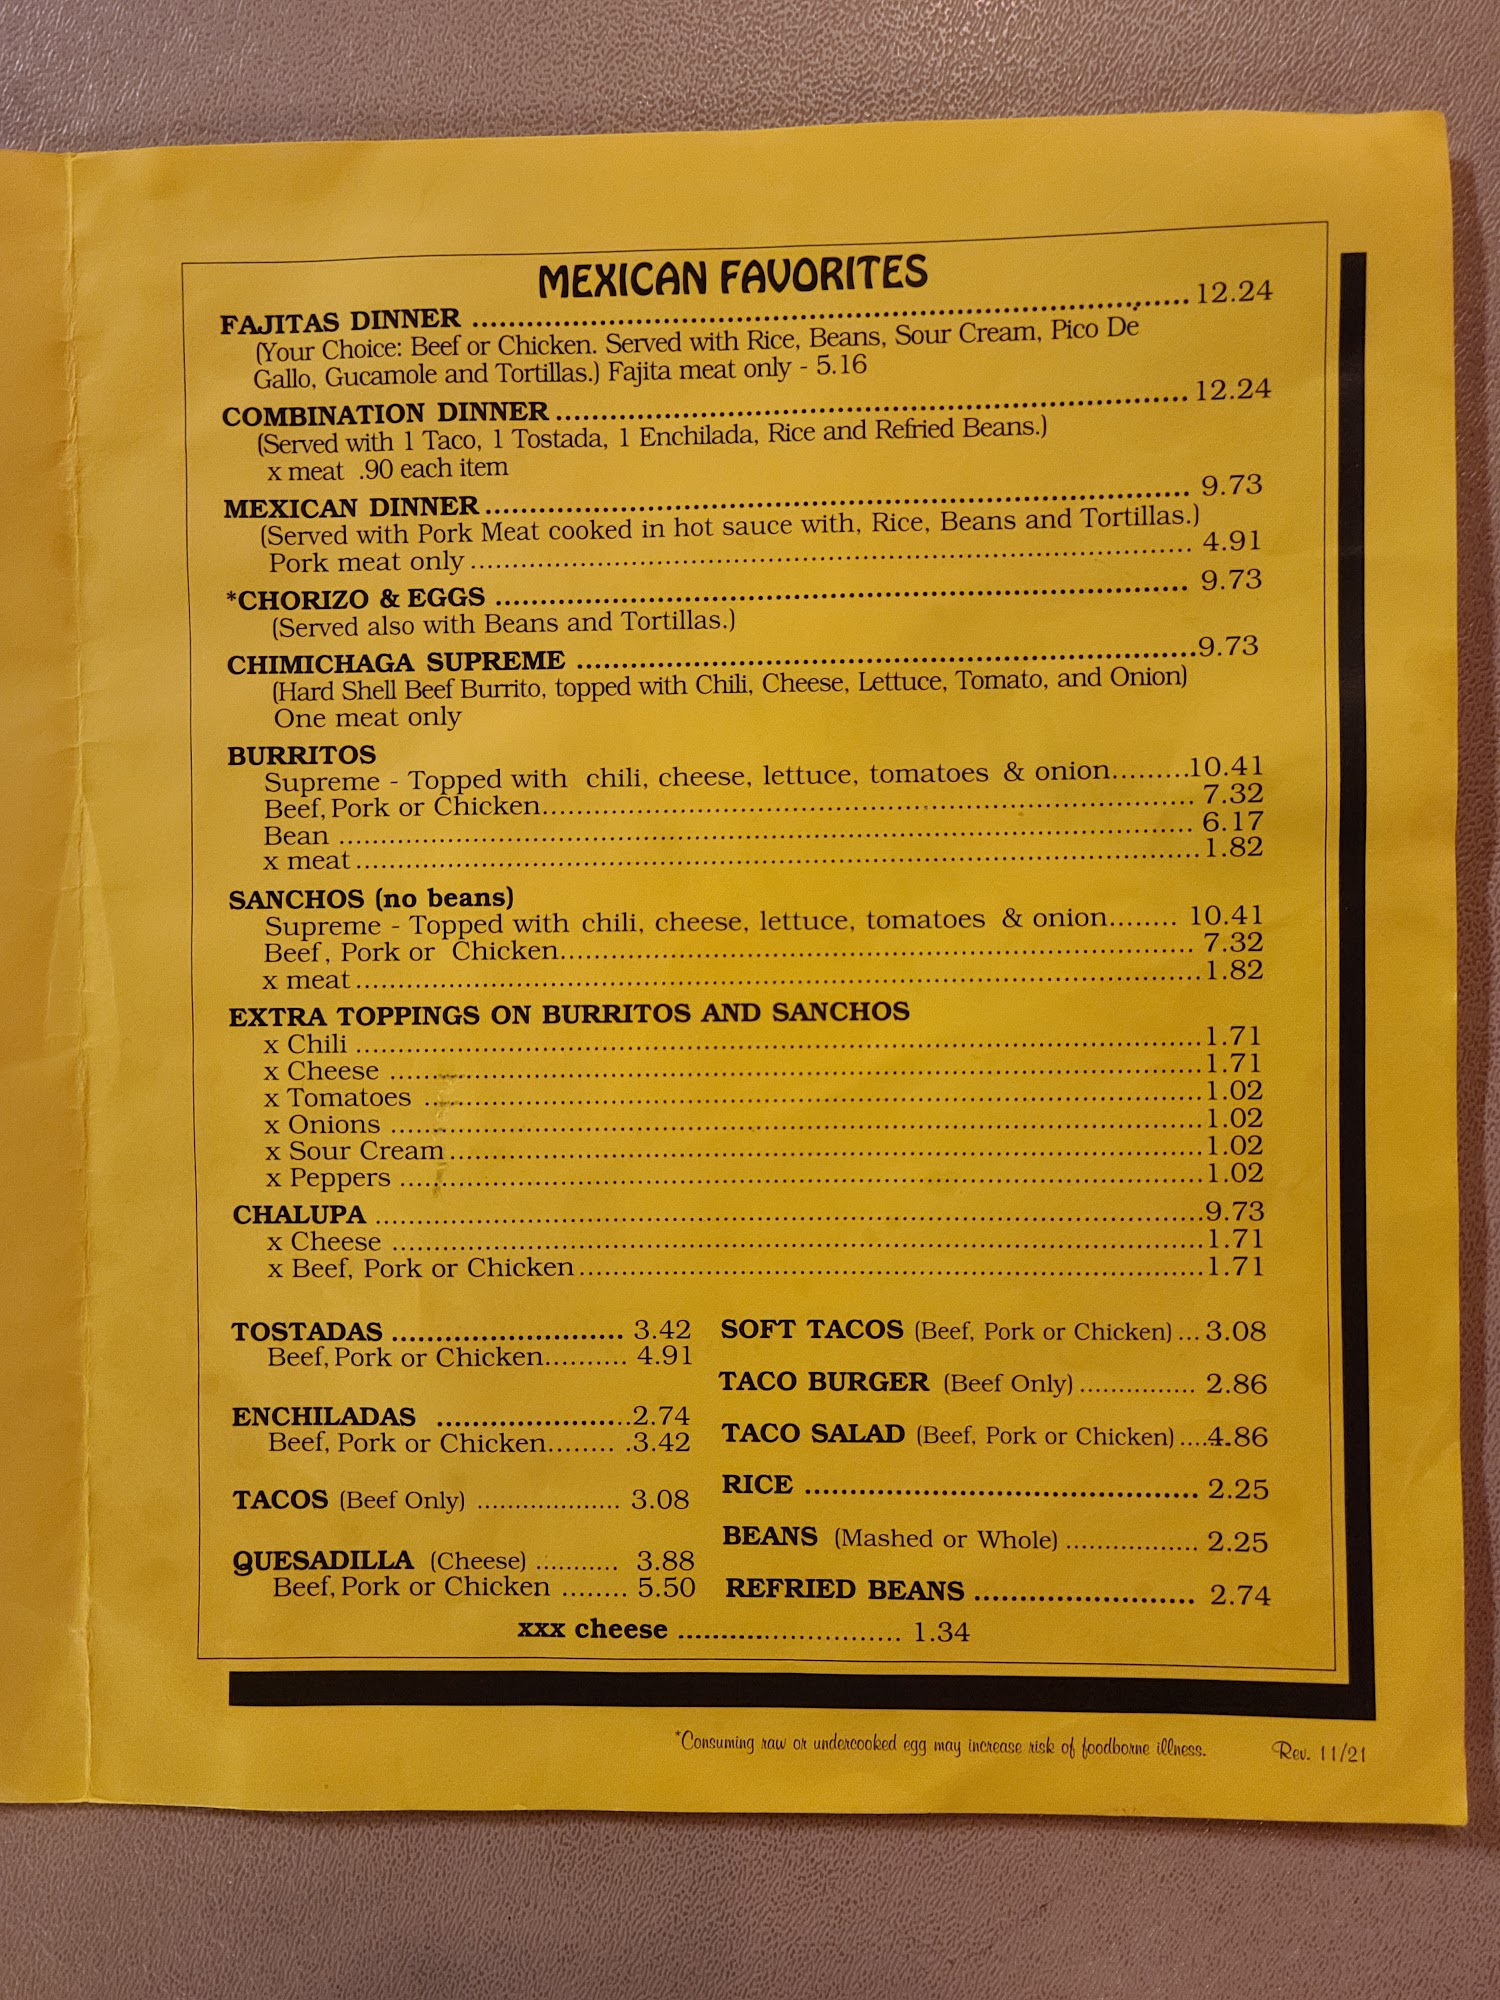 MEXICAN FAVORITES
FAJITAS DINNER ........ 12.24
(Your Choice: Beef or Chicken. Served with Rice, Beans, Sour Cream, Pico De
Gallo, Gucamole and Tortillas.) Fajita meat only - 5.16
COMBINATION DINNER ........ 12.24
(Served with 1 Taco, 1 Tostada, 1 Enchilada, Rice and Refried Beans.)
x meat .90 each item
MEXICAN DINNER ........ 9.73
(Served with Pork Meat cooked in hot sauce with, Rice, Beans and Tortillas.)
Pork meat only ........ 4.91
*CHORIZO & EGGS ........ 9.73
(Served also with Beans and Tortillas.)
CHIMICHAGA SUPREME ........ 9.73
(Hard Shell Beef Burrito, topped with Chili, Cheese, Lettuce, Tomato, and Onion)
One meat only
BURRITOS
Supreme - Topped with chili, cheese, lettuce, tomatoes & onion ........ 10.41
Beef, Pork or Chicken ........ 7.32
Bean ........ 6.17
x meat ........ 1.82
SANCHOS (no beans)
Supreme - Topped with chili, cheese, lettuce, tomatoes & onion ........ 10.41
Beef, Pork or Chicken ........ 7.32
x meat ........ 1.82
EXTRA TOPPINGS ON BURRITOS AND SANCHOS
x Chili ........ 1.71
x Cheese ........ 1.71
x Tomatoes ........ 1.02
x Onions ........ 1.02
x Sour Cream ........ 1.02
x Peppers ........ 1.02
CHALUPA ........ 9.73
x Cheese ........ 1.71
x Beef, Pork or Chicken ........ 1.71
TOSTADAS ........ 3.42
Beef, Pork or Chicken ........ 4.91
ENCHILADAS ........ 2.74
Beef, Pork or Chicken ........ 3.42
TACOS (Beef Only) ........ 3.08
QUESADILLA (Cheese) ........ 3.88
Beef, Pork or Chicken ........ 5.50
SOFT TACOS (Beef, Pork or Chicken) ... 3.08
TACO BURGER (Beef Only) ........ 2.86
TACO SALAD (Beef, Pork or Chicken) .... 4.86
RICE ........ 2.25
BEANS (Mashed or Whole) ........ 2.25
REFRIED BEANS ........ 2.74
xxx cheese ........ 1.34
*Consuming raw or undercooked egg may increase risk of foodborne illness.
Rev. 11/21